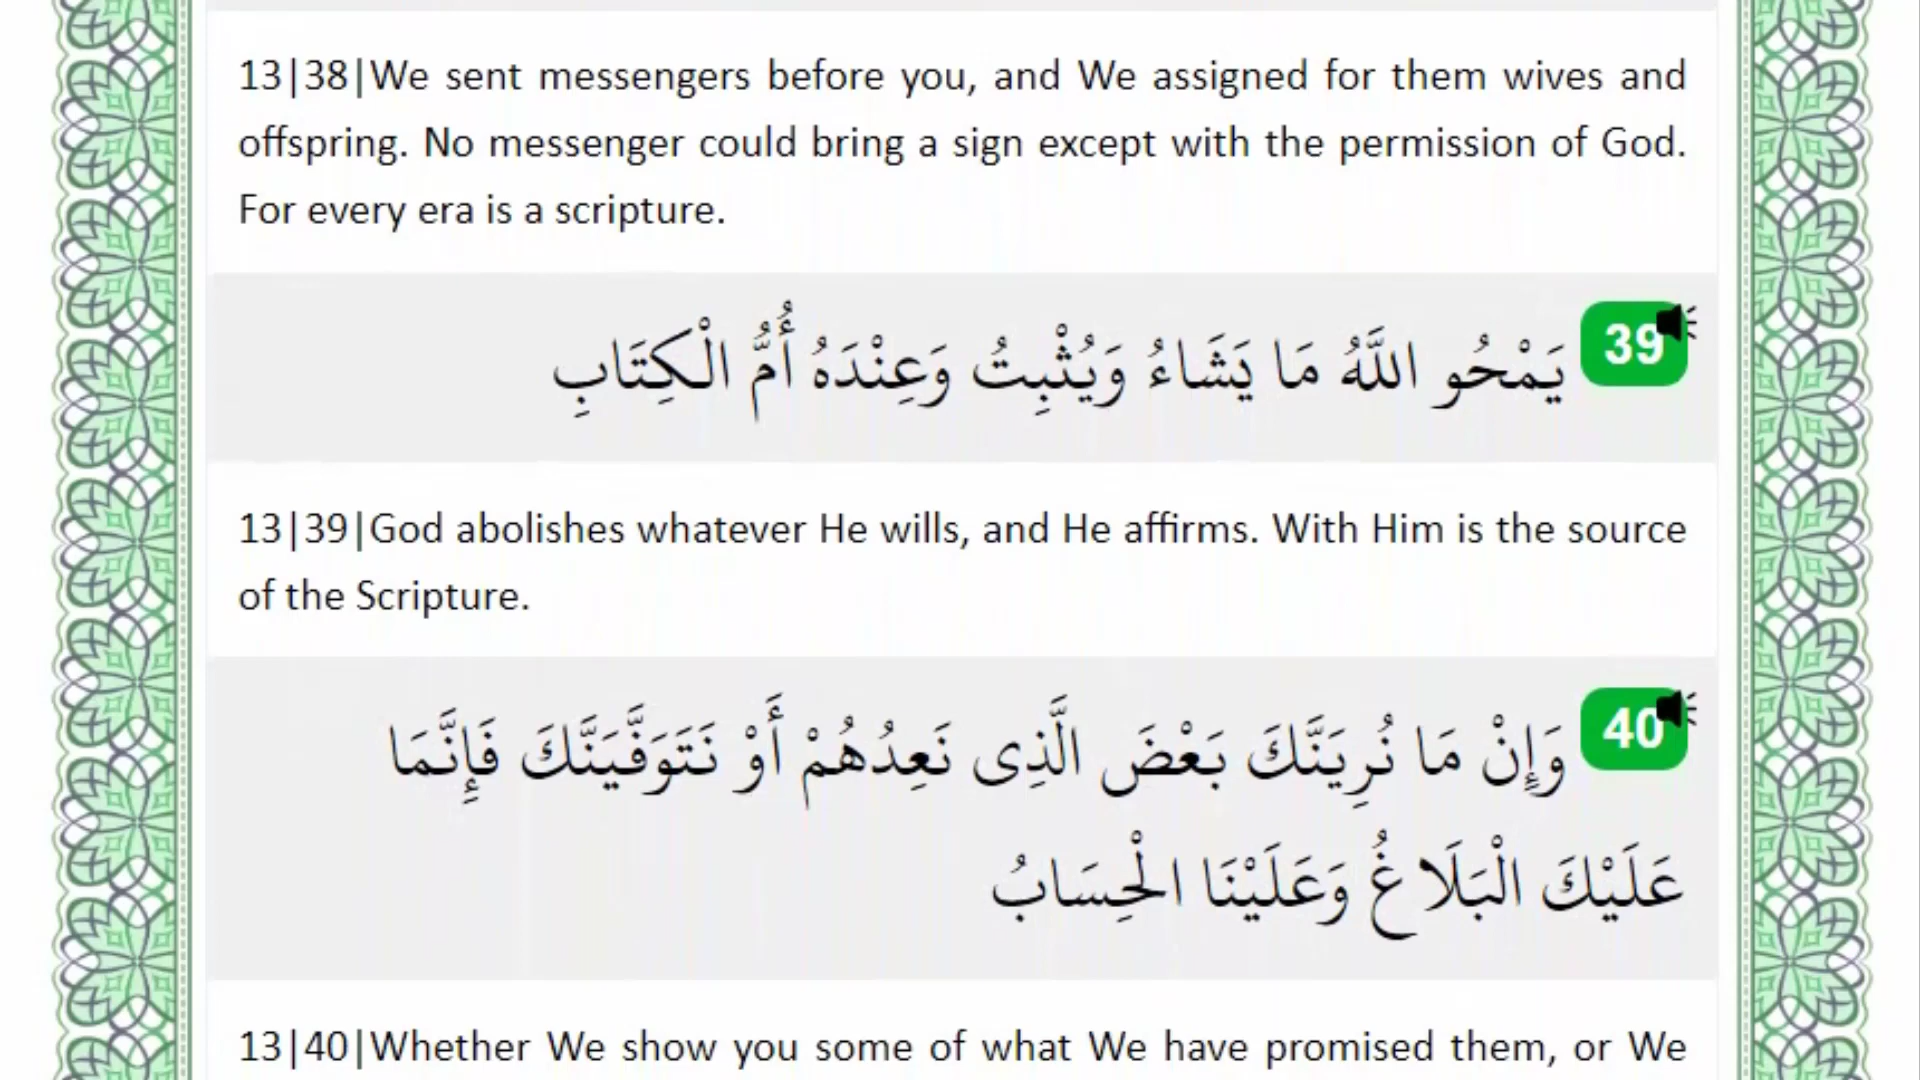 13|38|We sent messengers before you, and We assigned for them wives and
offspring. No messenger could bring a sign except with the permission of God.
For every era is a scripture.
39 يَمْحُو اللَّهُ مَا يَشَاءُ وَيُثْبِتُ وَعِنْدَهُ أُمُّ الْكِتَابِ
13|39|God abolishes whatever He wills, and He affirms. With Him is the source
of the Scripture.
40 وَإِنْ مَا نُرِيَنَّكَ بَعْضَ الَّذِى نَعِدُهُمْ أَوْ نَتَوَفَّيَنَّكَ فَإِنَّمَا
عَلَيْكَ الْبَلَاغُ وَعَلَيْنَا الْحِسَابُ
13|40|Whether We show you some of what We have promised them, or We